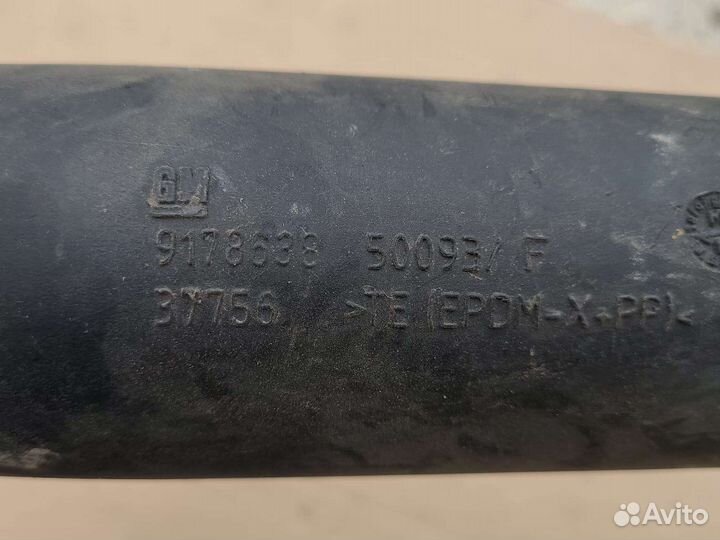 GM
9178638 50093/ F
37756 >TE (EPDM-X+PP)<
Avito